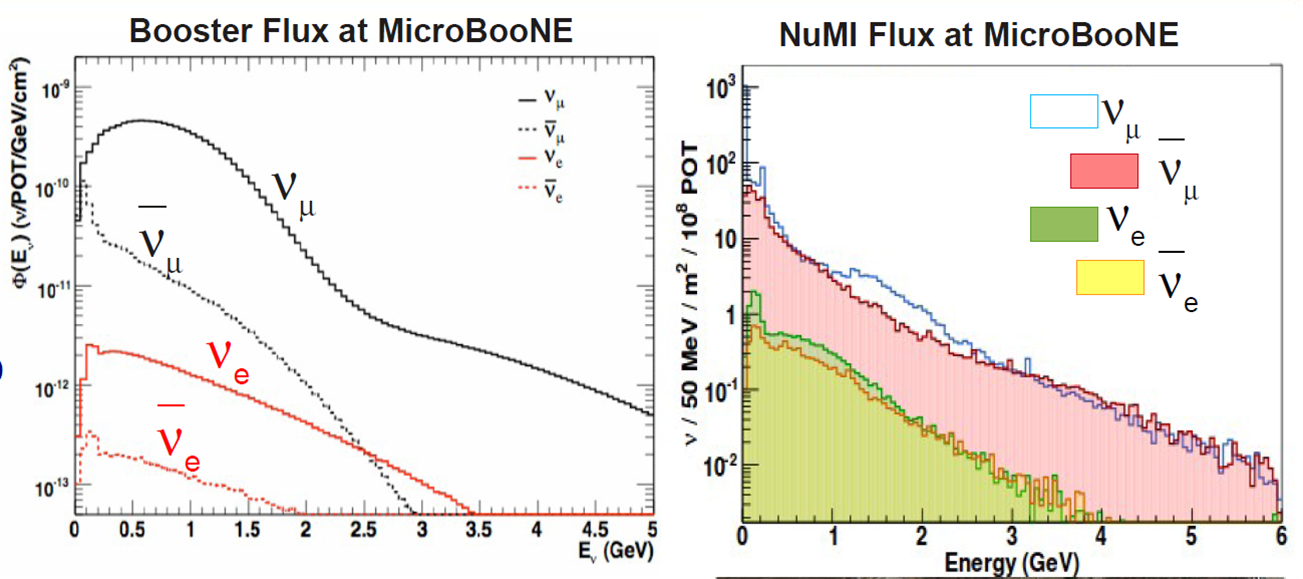 Booster Flux at MicroBooNE
Φ(Eᵥ) (ν/POT/GeV/cm²)
10⁻⁹
10⁻¹⁰
10⁻¹¹
10⁻¹²
10⁻¹³
ν_μ
ν̅_μ
ν_e
ν̅_e
ν_μ
ν̅_μ
ν_e
ν̅_e
0 0.5 1 1.5 2 2.5 3 3.5 4 4.5 5
E_ν (GeV)
NuMI Flux at MicroBooNE
ν / 50 MeV / m² / 10⁸ POT
10³
10²
10
1
10⁻¹
10⁻²
ν_μ
ν̅_μ
ν_e
ν̅_e
0 1 2 3 4 5 6
Energy (GeV)